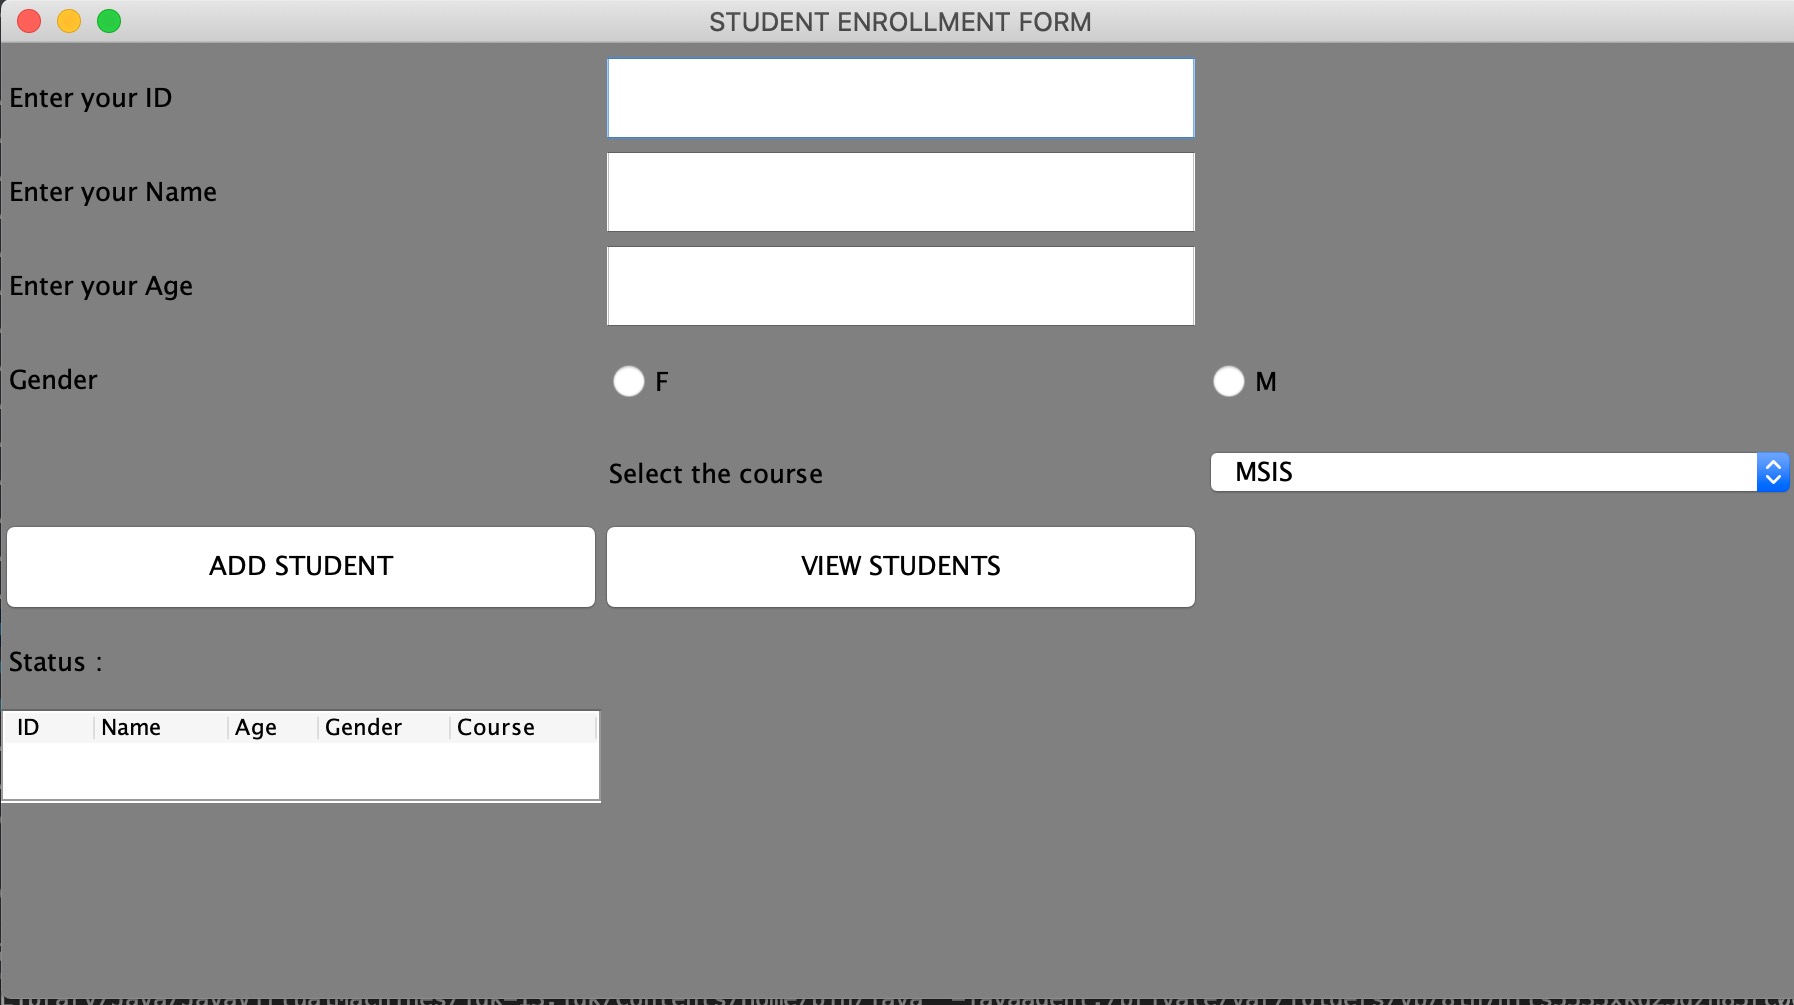 STUDENT ENROLLMENT FORM
Enter your ID
Enter your Name
Enter your Age
Gender F M
Select the course MSIS
ADD STUDENT VIEW STUDENTS
Status :
ID Name Age Gender Course